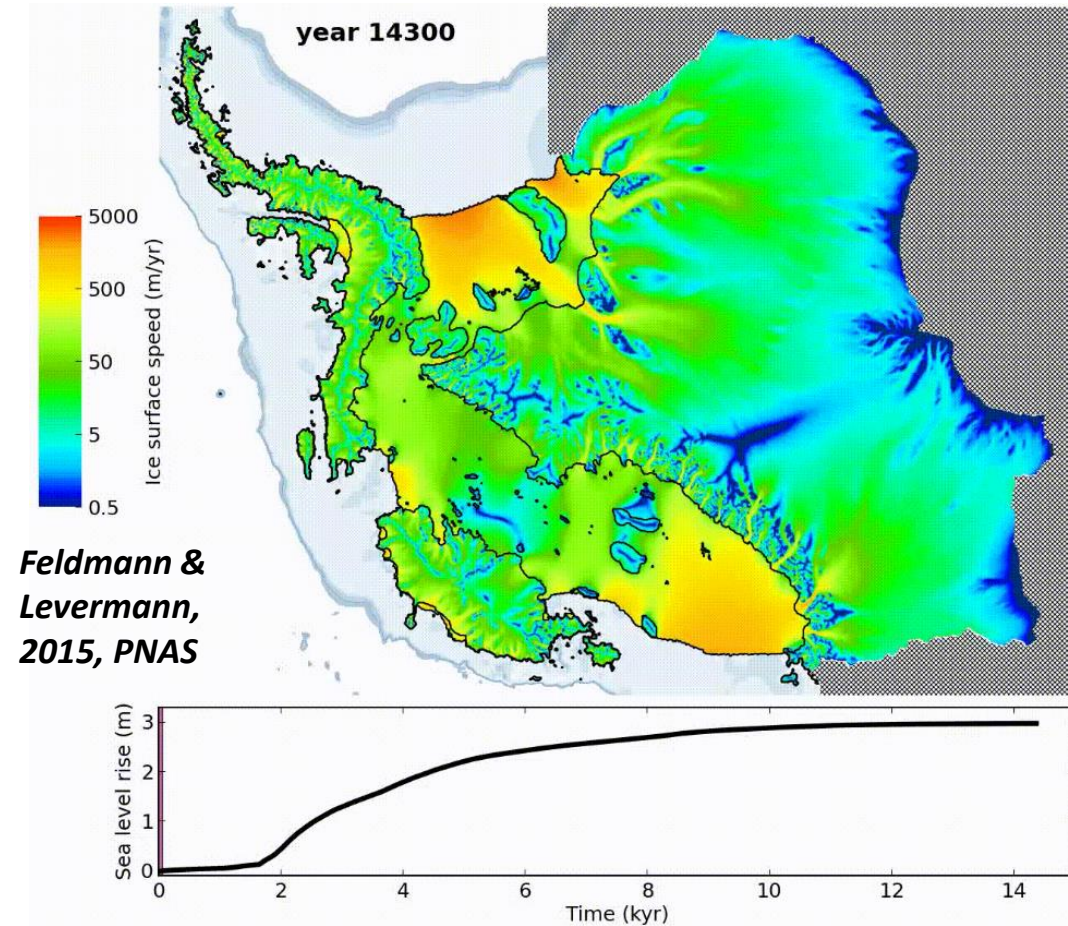 year 14300
5000
500
50
5
0.5
Ice surface speed (m/yr)
Feldmann &
Levermann,
2015, PNAS
Sea level rise (m)
3
2
1
0
0 2 4 6 8 10 12 14
Time (kyr)